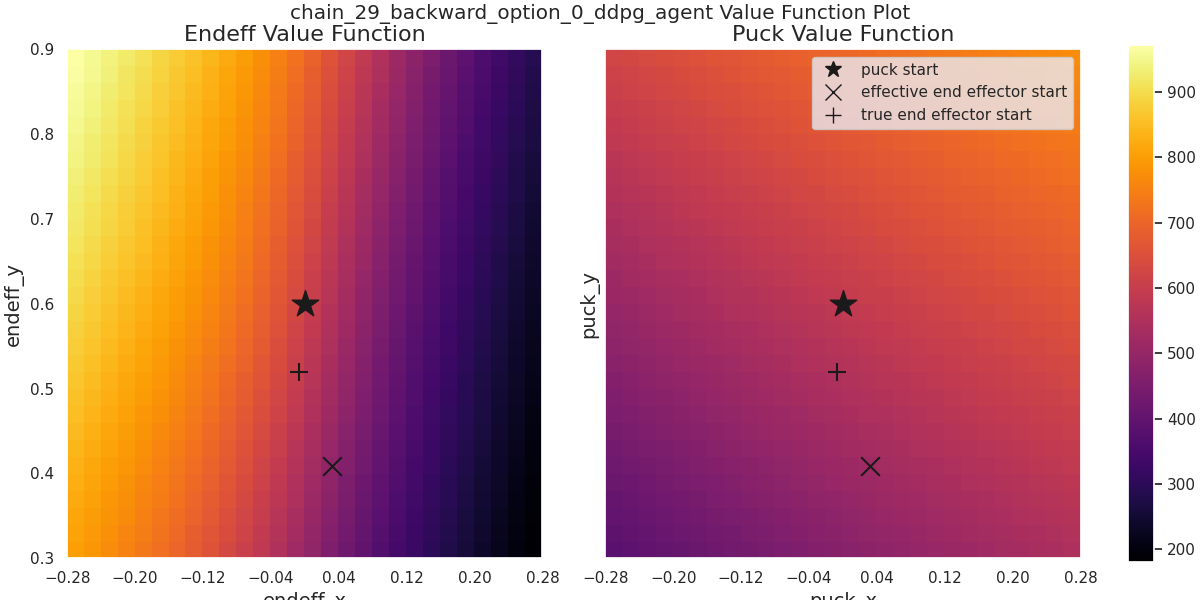 chain_29_backward_option_0_ddpg_agent Value Function Plot
Endeff Value Function
Puck Value Function
puck start
effective end effector start
true end effector start
endeff_y
0.9
0.8
0.7
0.6
0.5
0.4
0.3
−0.28 −0.20 −0.12 −0.04 0.04 0.12 0.20 0.28
endeff_x
puck_y
−0.28 −0.20 −0.12 −0.04 0.04 0.12 0.20 0.28
puck_x
900
800
700
600
500
400
300
200